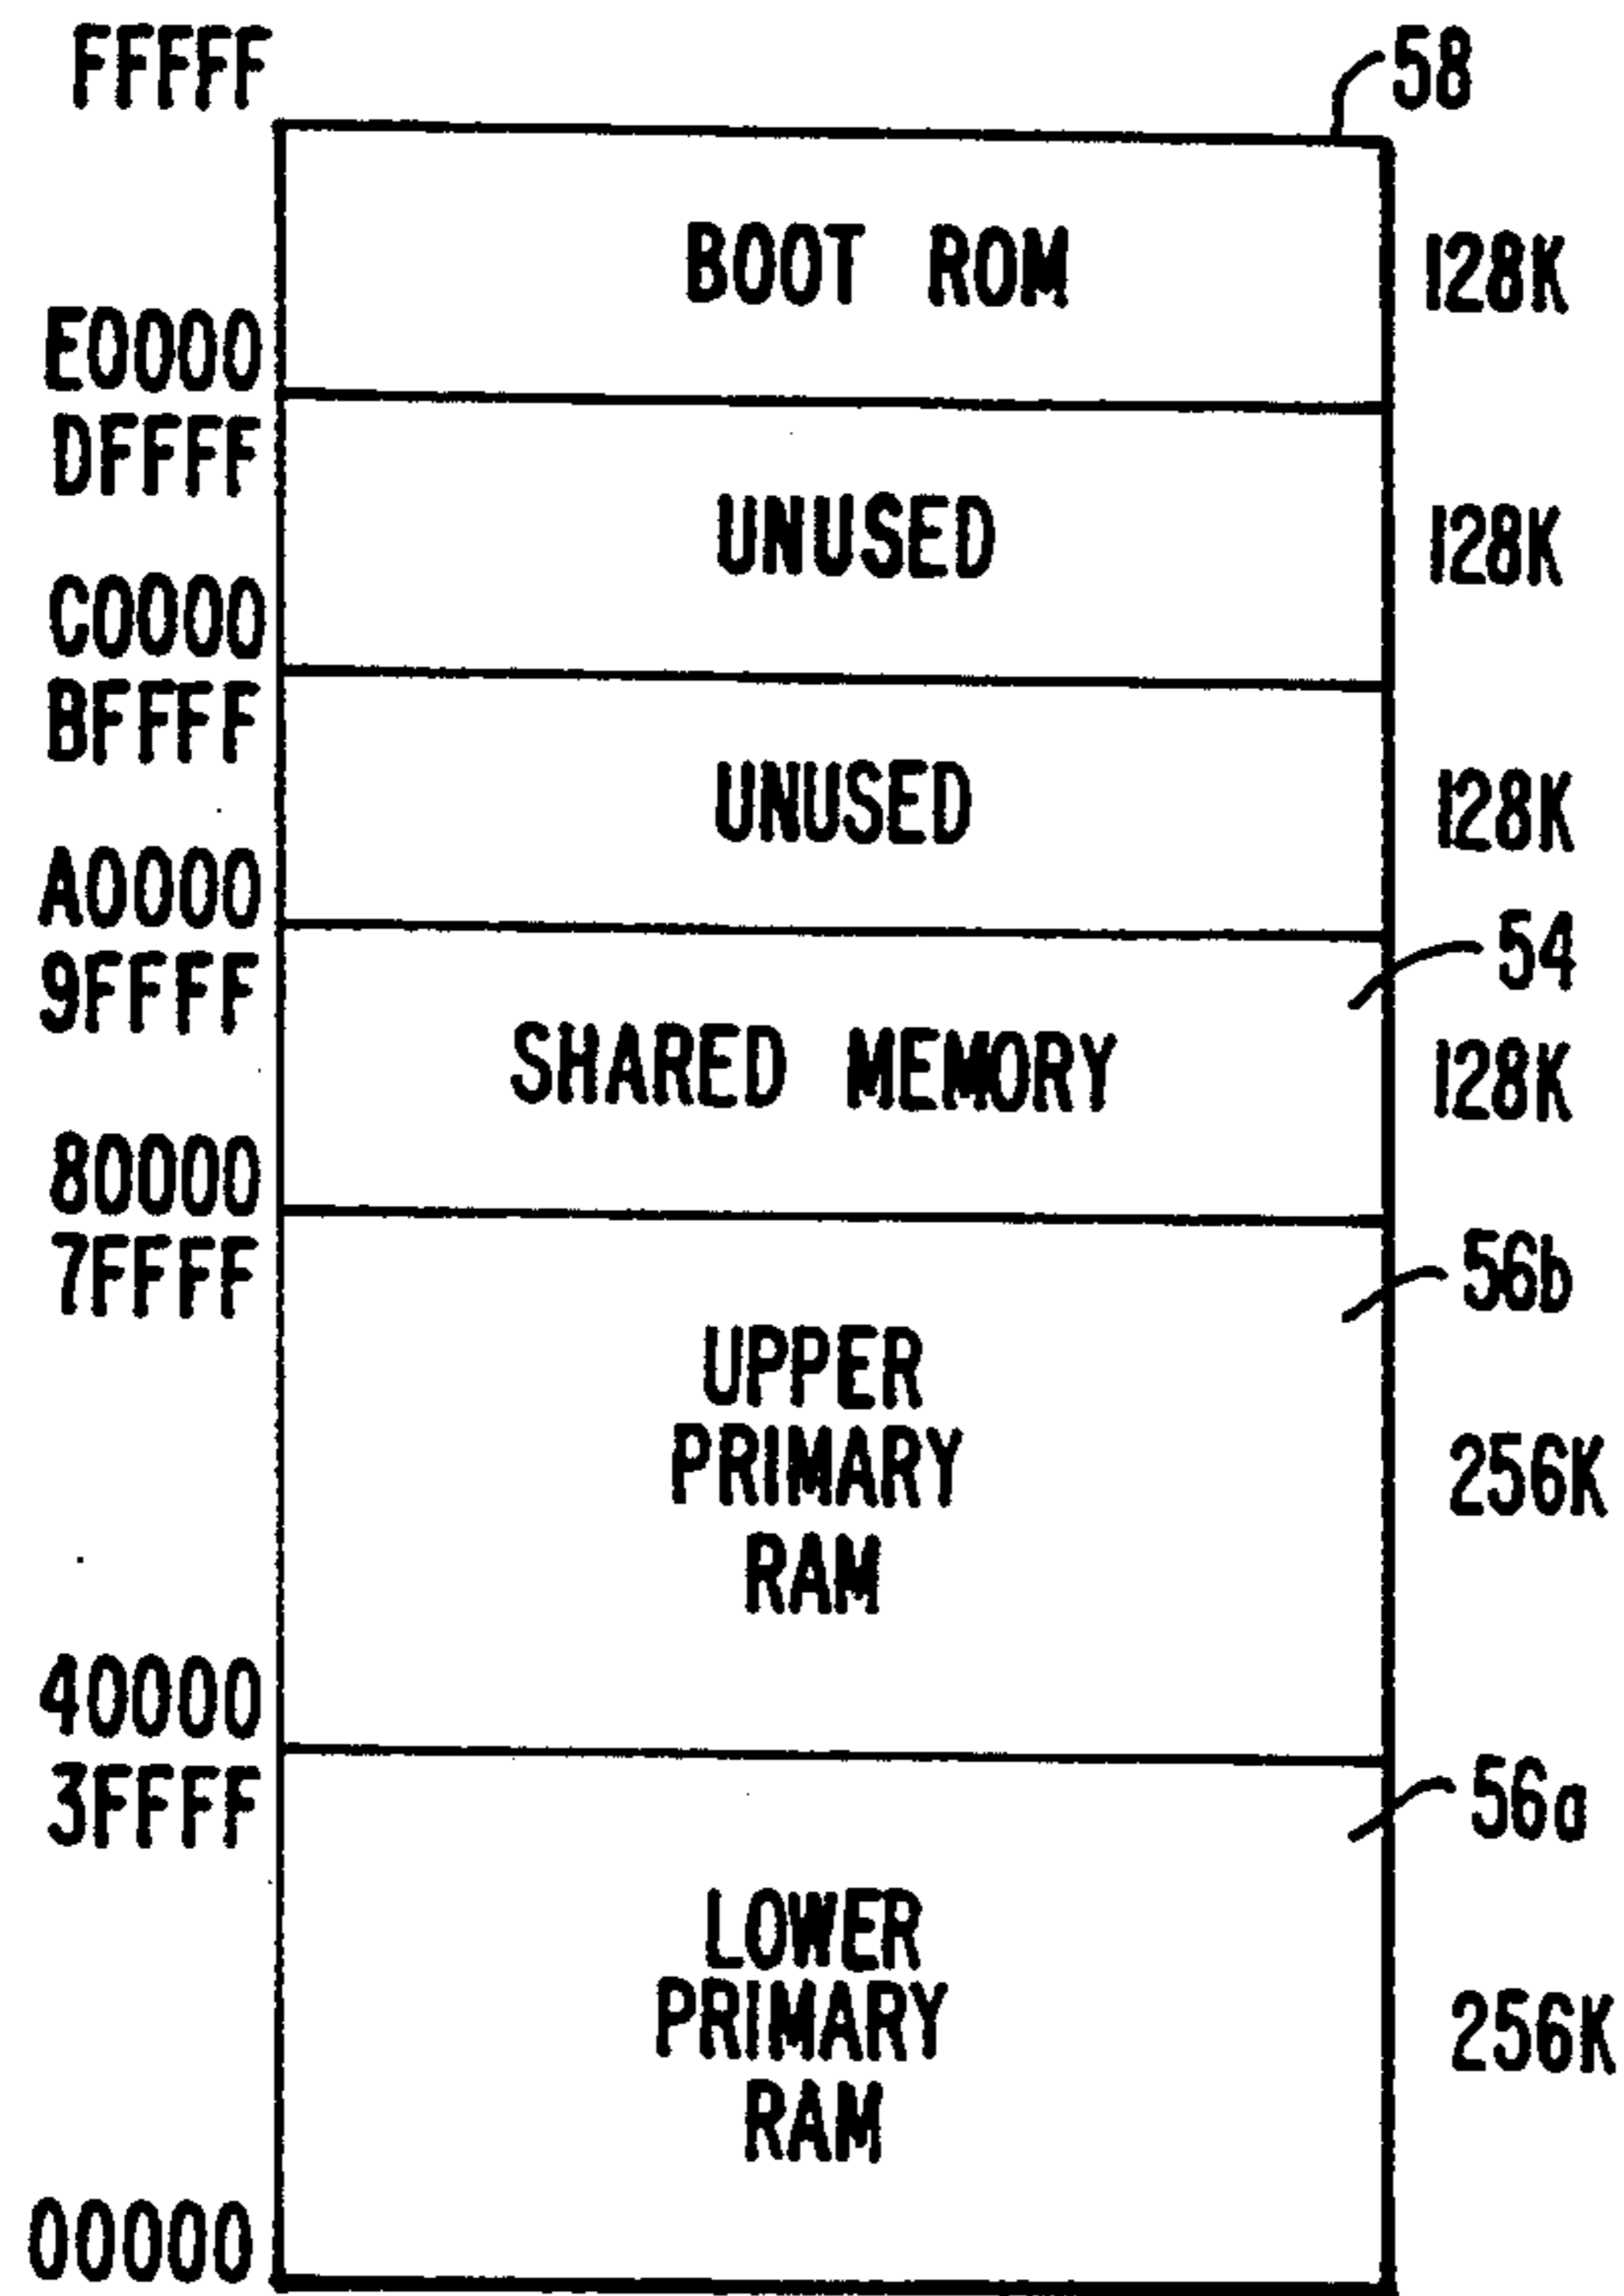 FFFFF
58
BOOT ROM
128K
E0000
DFFFF
UNUSED
128K
C0000
BFFFF
UNUSED
128K
A0000
9FFFF
54
SHARED MEMORY
128K
80000
7FFFF
56b
UPPER
PRIMARY
RAM
256K
40000
3FFFF
56a
LOWER
PRIMARY
RAM
256K
00000